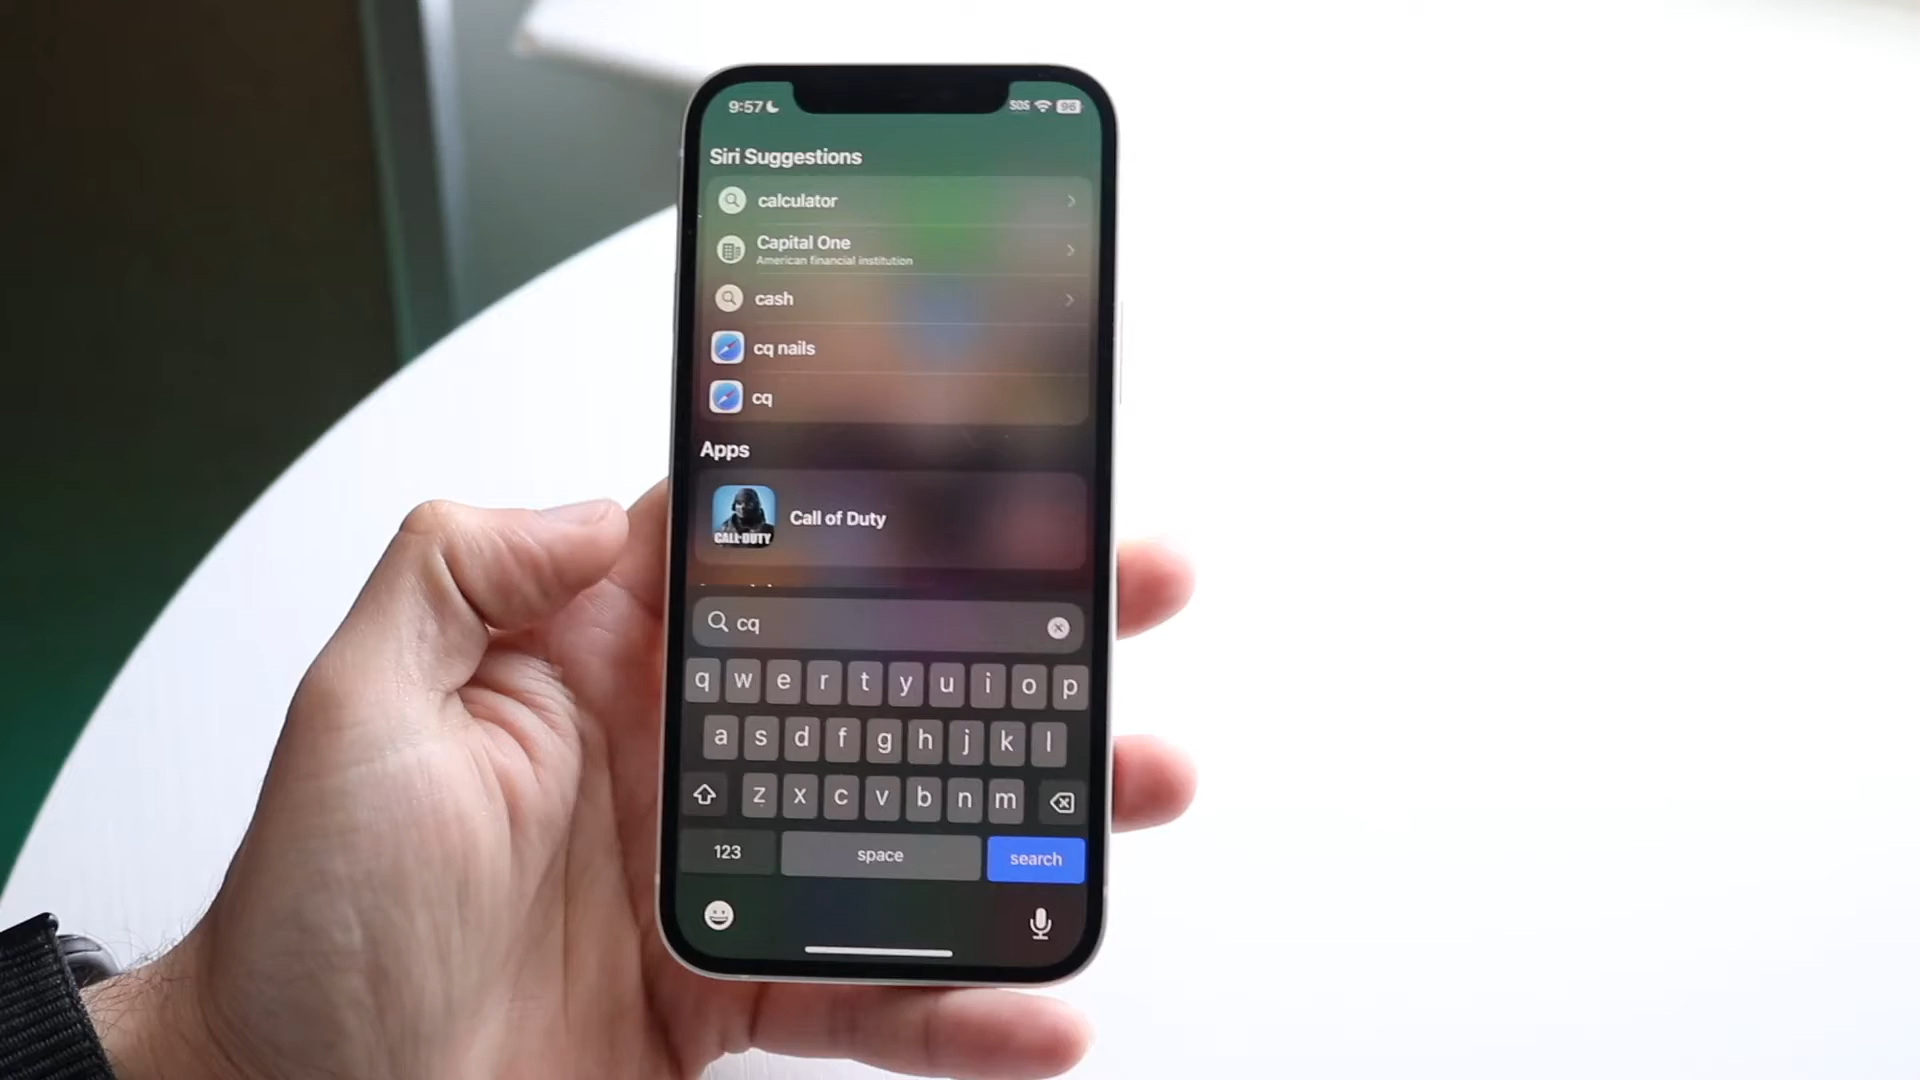 9:57
SOS 96
Siri Suggestions
calculator
Capital One
American financial institution
cash
cq nails
cq
Apps
CALL DUTY
Call of Duty
cq
q w e r t y u i o p
a s d f g h j k l
z x c v b n m
123 space search